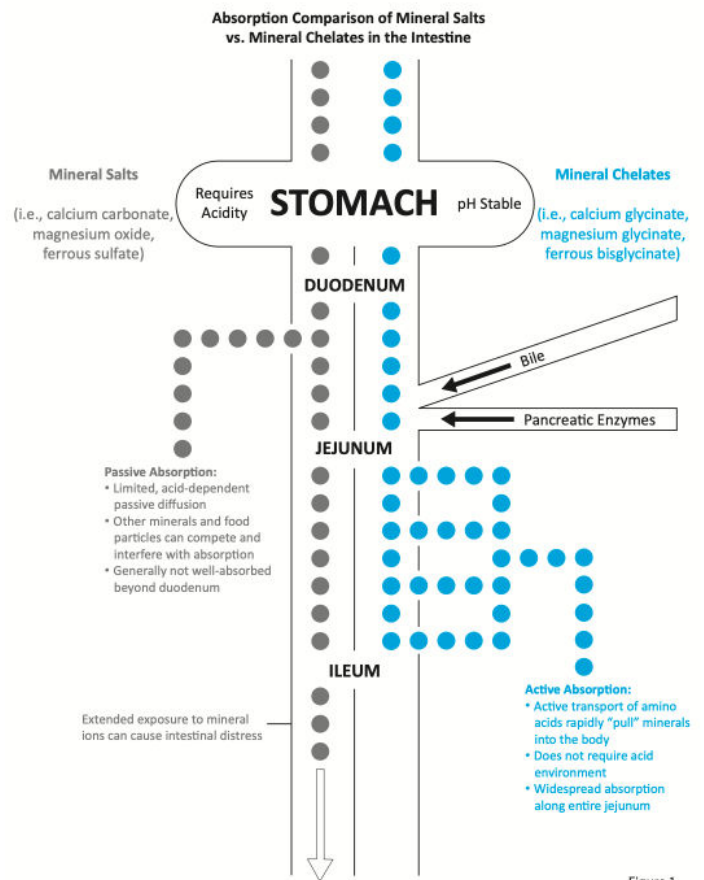 Absorption Comparison of Mineral Salts
vs. Mineral Chelates in the Intestine
Mineral Salts
(i.e., calcium carbonate,
magnesium oxide,
ferrous sulfate)
Requires
Acidity
STOMACH
pH Stable
Mineral Chelates
(i.e., calcium glycinate,
magnesium glycinate,
ferrous bisglycinate)
DUODENUM
Bile
Pancreatic Enzymes
JEJUNUM
Passive Absorption:
• Limited, acid-dependent
passive diffusion
• Other minerals and food
particles can compete and
interfere with absorption
• Generally not well-absorbed
beyond duodenum
ILEUM
Extended exposure to mineral
ions can cause intestinal distress
Active Absorption:
• Active transport of amino
acids rapidly “pull” minerals
into the body
• Does not require acid
environment
• Widespread absorption
along entire jejunum
Figure 1